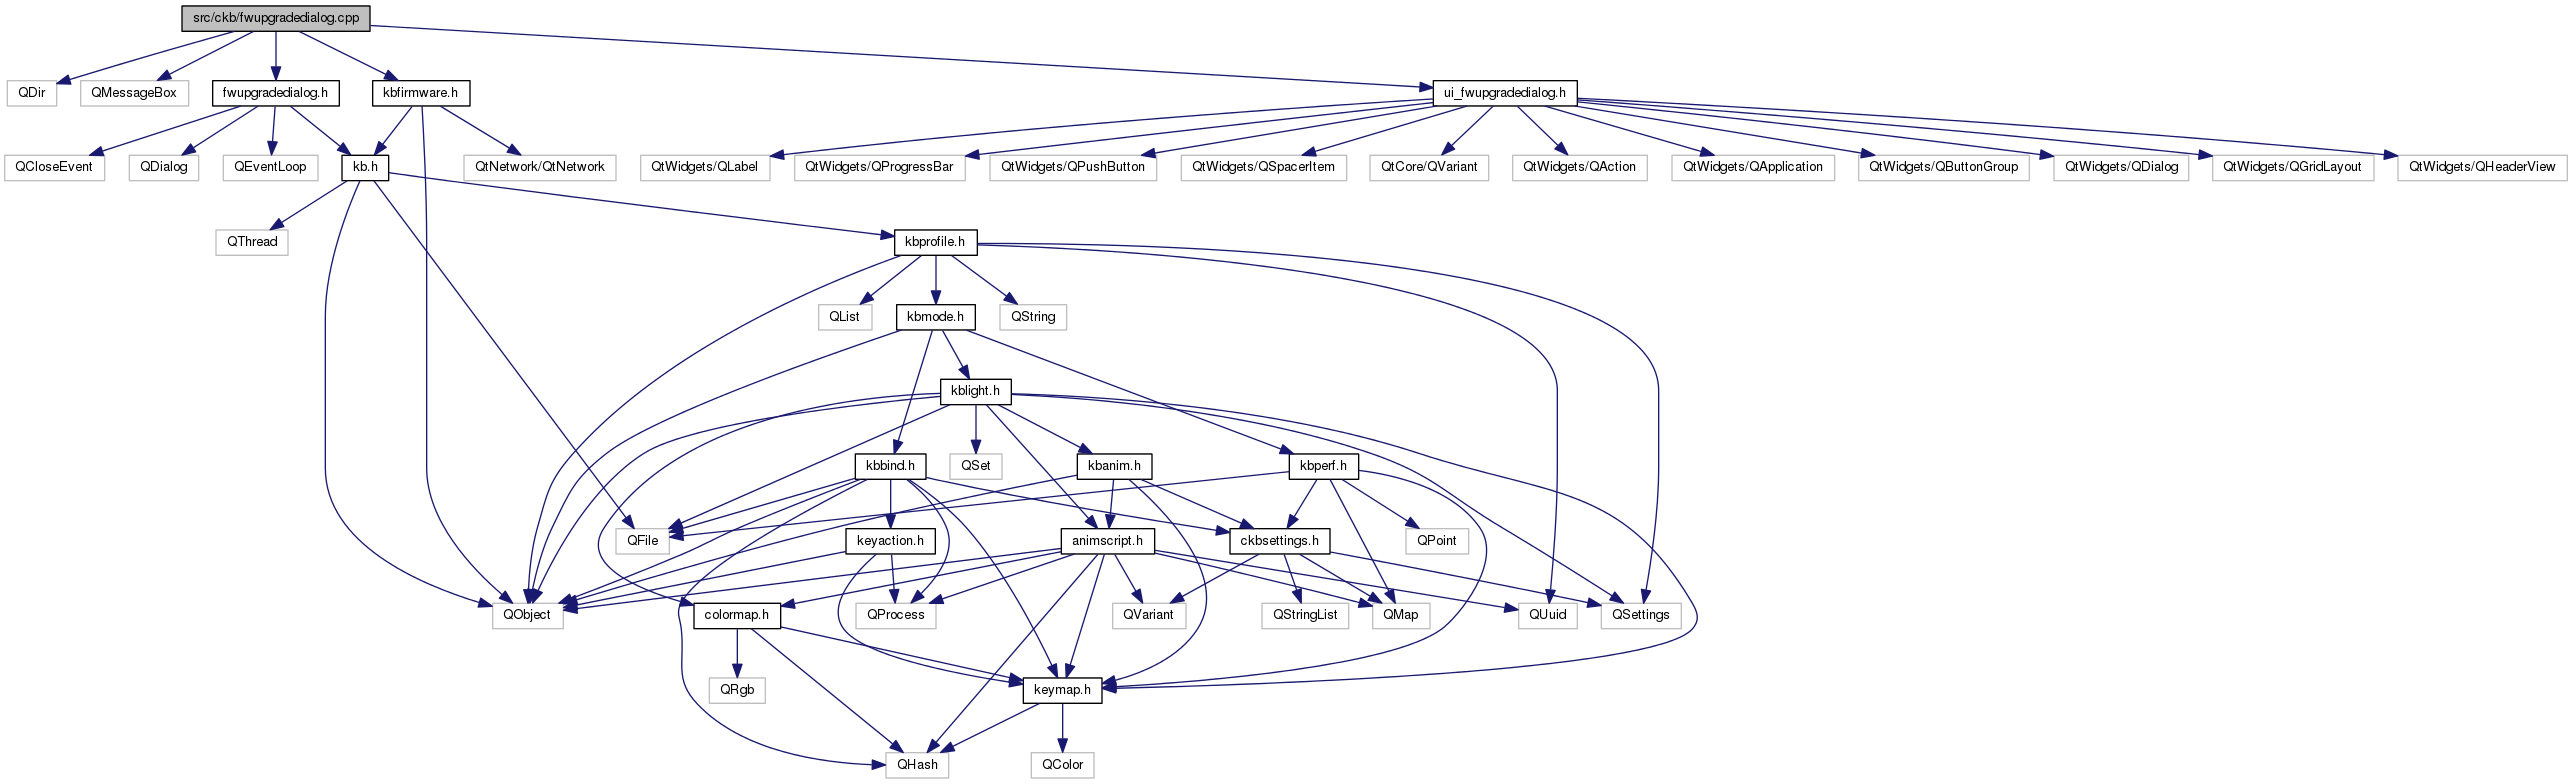 src/ckb/fwupgradedialog.cpp
QDir
QMessageBox
fwupgradedialog.h
kbfirmware.h
ui_fwupgradedialog.h
QCloseEvent
QDialog
QEventLoop
kb.h
QtNetwork/QtNetwork
QtWidgets/QLabel
QtWidgets/QProgressBar
QtWidgets/QPushButton
QtWidgets/QSpacerItem
QtCore/QVariant
QtWidgets/QAction
QtWidgets/QApplication
QtWidgets/QButtonGroup
QtWidgets/QDialog
QtWidgets/QGridLayout
QtWidgets/QHeaderView
QThread
kbprofile.h
QList
kbmode.h
QString
kblight.h
kbbind.h
QSet
kbanim.h
kbperf.h
QFile
keyaction.h
animscript.h
ckbsettings.h
QPoint
QObject
colormap.h
QProcess
QVariant
QStringList
QMap
QUuid
QSettings
QRgb
keymap.h
QHash
QColor